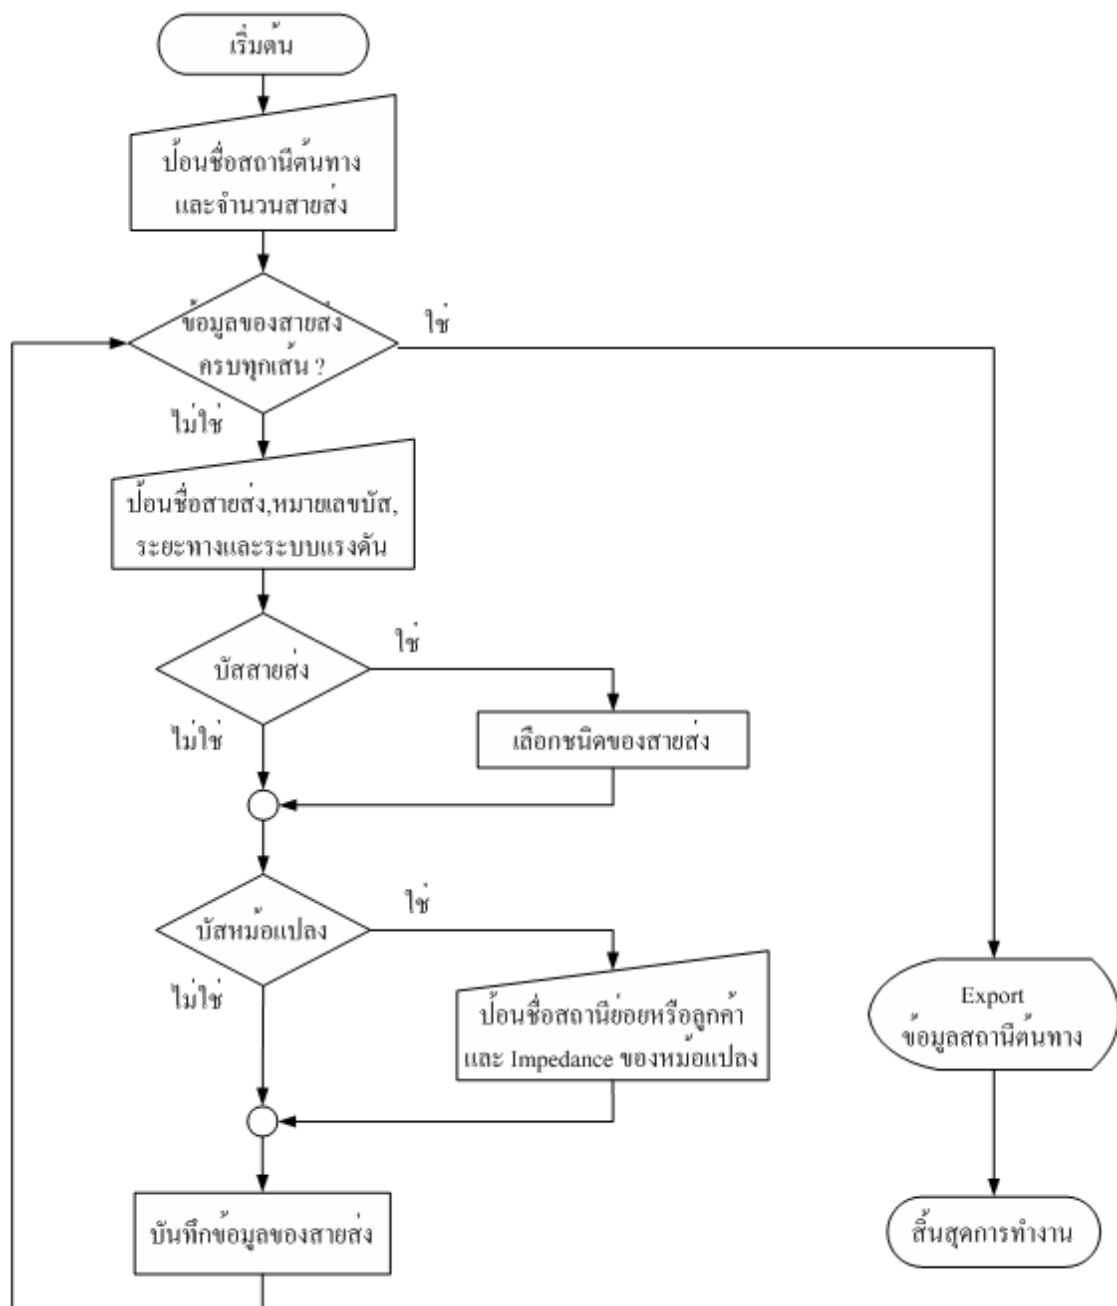 เริ่มต้น
ป้อนชื่อสถานีต้นทาง
และจำนวนสายส่ง
ข้อมูลของสายส่ง
ครบทุกเส้น ?
ใช่
ไม่ใช่
ป้อนชื่อสายส่ง,หมายเลขบัส,
ระยะทางและระบบแรงดัน
บัสสายส่ง
ใช่
ไม่ใช่
เลือกชนิดของสายส่ง
บัสหม้อแปลง
ใช่
ไม่ใช่
ป้อนชื่อสถานีย่อยหรือลูกค้า
และ Impedance ของหม้อแปลง
บันทึกข้อมูลของสายส่ง
Export
ข้อมูลสถานีต้นทาง
สิ้นสุดการทำงาน